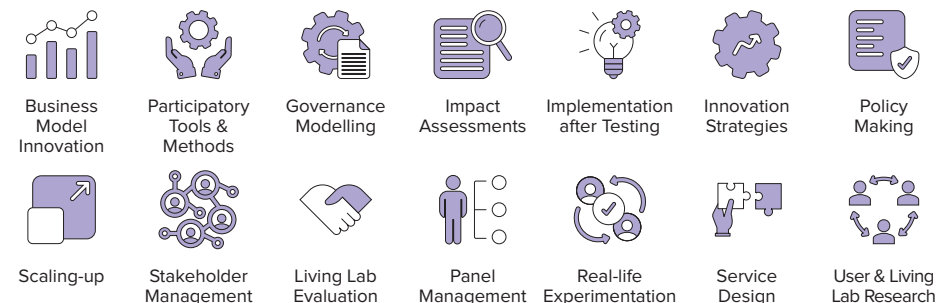 Business
Model
Innovation
Participatory
Tools &
Methods
Governance
Modelling
Impact
Assessments
Implementation
after Testing
Innovation
Strategies
Policy
Making
Scaling-up
Stakeholder
Management
Living Lab
Evaluation
Panel
Management
Real-life
Experimentation
Service
Design
User & Living
Lab Research